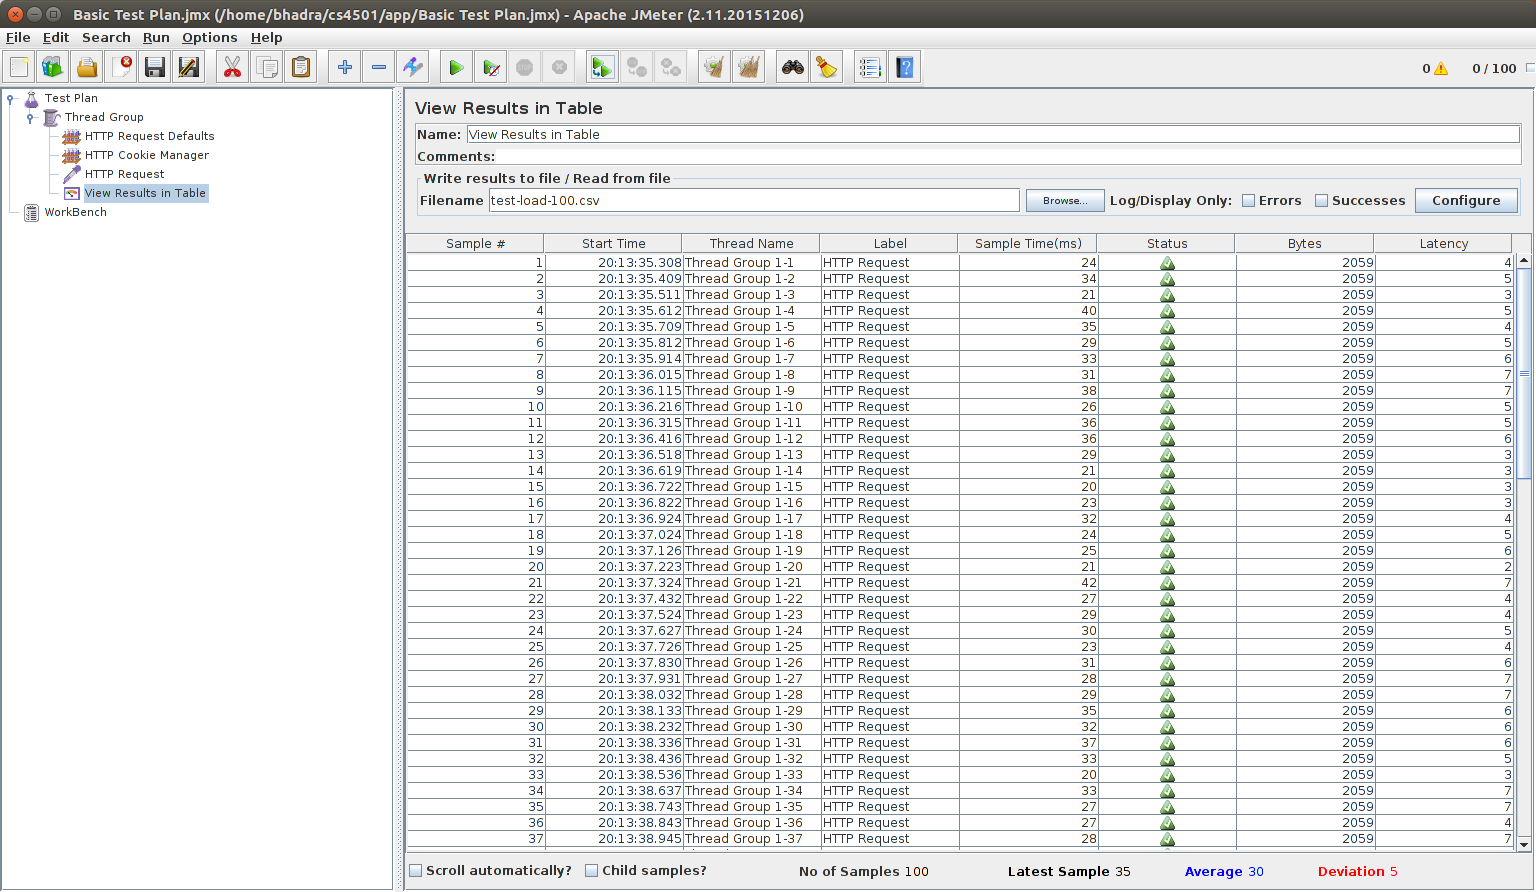 Basic Test Plan.jmx (/home/bhadra/cs4501/app/Basic Test Plan.jmx) - Apache JMeter (2.11.20151206)
File Edit Search Run Options Help
0 0 / 100
Test Plan
Thread Group
HTTP Request Defaults
HTTP Cookie Manager
HTTP Request
View Results in Table
WorkBench
View Results in Table
Name: View Results in Table
Comments:
Write results to file / Read from file
Filename test-load-100.csv Browse... Log/Display Only: Errors Successes Configure
Sample # Start Time Thread Name Label Sample Time(ms) Status Bytes Latency
1 20:13:35.308 Thread Group 1-1 HTTP Request 24 2059 4
2 20:13:35.409 Thread Group 1-2 HTTP Request 34 2059 5
3 20:13:35.511 Thread Group 1-3 HTTP Request 21 2059 3
4 20:13:35.612 Thread Group 1-4 HTTP Request 40 2059 5
5 20:13:35.709 Thread Group 1-5 HTTP Request 35 2059 4
6 20:13:35.812 Thread Group 1-6 HTTP Request 29 2059 5
7 20:13:35.914 Thread Group 1-7 HTTP Request 33 2059 6
8 20:13:36.015 Thread Group 1-8 HTTP Request 31 2059 7
9 20:13:36.115 Thread Group 1-9 HTTP Request 38 2059 7
10 20:13:36.216 Thread Group 1-10 HTTP Request 26 2059 5
11 20:13:36.315 Thread Group 1-11 HTTP Request 36 2059 5
12 20:13:36.416 Thread Group 1-12 HTTP Request 36 2059 6
13 20:13:36.518 Thread Group 1-13 HTTP Request 29 2059 3
14 20:13:36.619 Thread Group 1-14 HTTP Request 21 2059 3
15 20:13:36.722 Thread Group 1-15 HTTP Request 20 2059 3
16 20:13:36.822 Thread Group 1-16 HTTP Request 23 2059 3
17 20:13:36.924 Thread Group 1-17 HTTP Request 32 2059 4
18 20:13:37.024 Thread Group 1-18 HTTP Request 24 2059 5
19 20:13:37.126 Thread Group 1-19 HTTP Request 25 2059 6
20 20:13:37.223 Thread Group 1-20 HTTP Request 21 2059 2
21 20:13:37.324 Thread Group 1-21 HTTP Request 42 2059 7
22 20:13:37.432 Thread Group 1-22 HTTP Request 27 2059 4
23 20:13:37.524 Thread Group 1-23 HTTP Request 29 2059 4
24 20:13:37.627 Thread Group 1-24 HTTP Request 30 2059 5
25 20:13:37.726 Thread Group 1-25 HTTP Request 23 2059 4
26 20:13:37.830 Thread Group 1-26 HTTP Request 31 2059 6
27 20:13:37.931 Thread Group 1-27 HTTP Request 28 2059 7
28 20:13:38.032 Thread Group 1-28 HTTP Request 29 2059 7
29 20:13:38.133 Thread Group 1-29 HTTP Request 35 2059 6
30 20:13:38.232 Thread Group 1-30 HTTP Request 32 2059 6
31 20:13:38.336 Thread Group 1-31 HTTP Request 37 2059 6
32 20:13:38.436 Thread Group 1-32 HTTP Request 33 2059 5
33 20:13:38.536 Thread Group 1-33 HTTP Request 20 2059 3
34 20:13:38.637 Thread Group 1-34 HTTP Request 33 2059 7
35 20:13:38.743 Thread Group 1-35 HTTP Request 27 2059 7
36 20:13:38.843 Thread Group 1-36 HTTP Request 27 2059 4
37 20:13:38.945 Thread Group 1-37 HTTP Request 28 2059 7
Scroll automatically? Child samples? No of Samples 100 Latest Sample 35 Average 30 Deviation 5